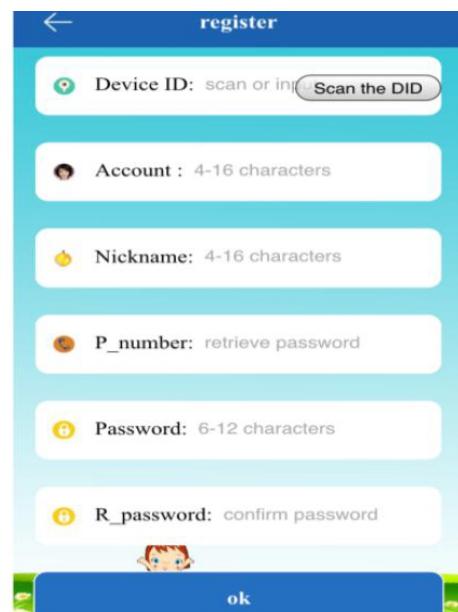 register
Device ID: scan or inp Scan the DID
Account : 4-16 characters
Nickname: 4-16 characters
P_number: retrieve password
Password: 6-12 characters
R_password: confirm password
ok